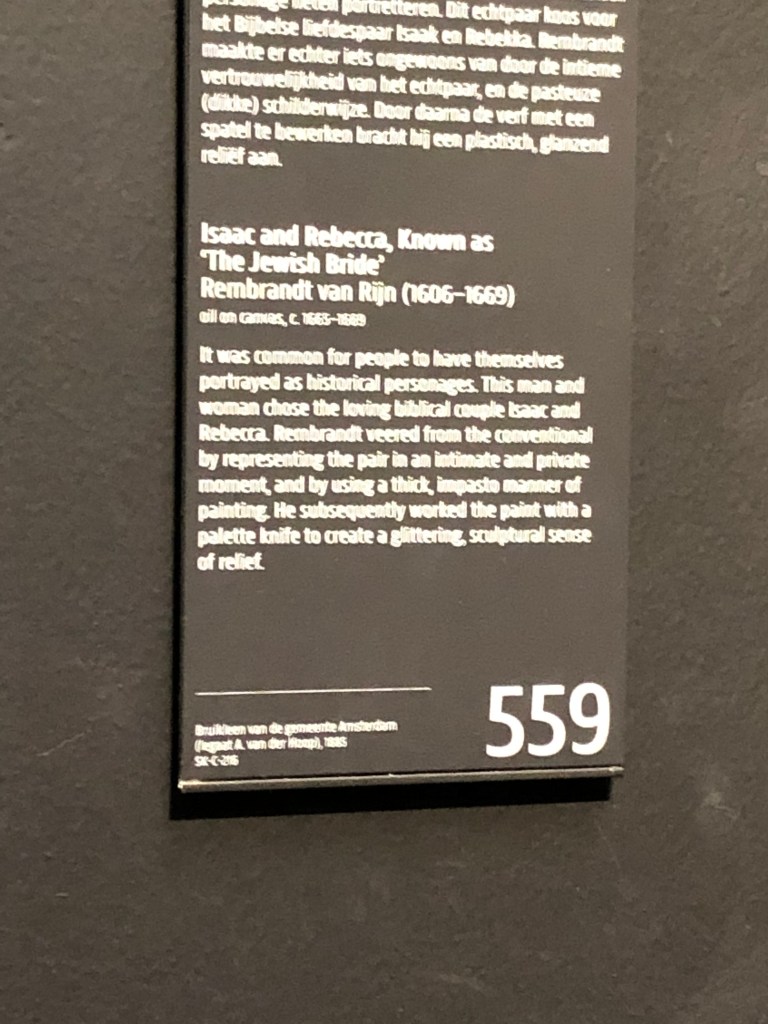 personage lieten portretteren. Dit echtpaar koos voor
het Bijbelse liefdespaar Isaak en Rebekka. Rembrandt
maakte er echter iets ongewoons van door de intieme
vertrouwelijkheid van het echtpaar, en de pasteuze
(dikke) schilderwijze. Door daarna de verf met een
spatel te bewerken bracht hij een plastisch, glanzend
reliëf aan.
Isaac and Rebecca, Known as
‘The Jewish Bride’
Rembrandt van Rijn (1606–1669)
oil on canvas, c. 1665–1669
It was common for people to have themselves
portrayed as historical personages. This man and
woman chose the loving biblical couple Isaac and
Rebecca. Rembrandt veered from the conventional
by representing the pair in an intimate and private
moment, and by using a thick, impasto manner of
painting. He subsequently worked the paint with a
palette knife to create a glittering, sculptural sense
of relief.
Bruikleen van de gemeente Amsterdam
(legaat A. van der Hoop), 1885
SK-C-216
559